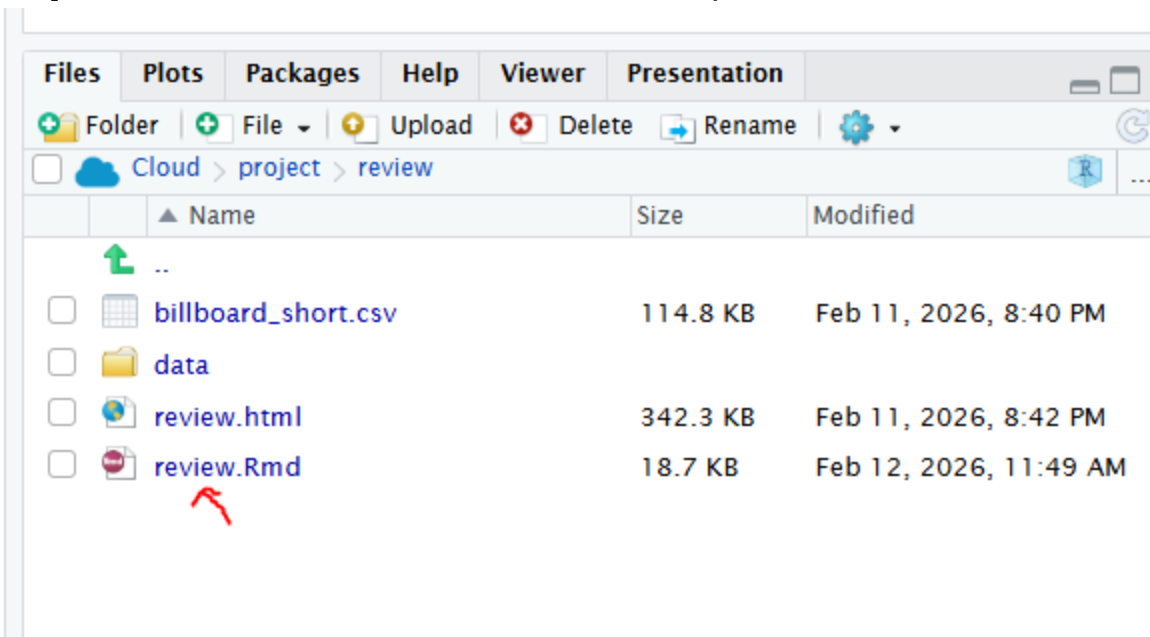 Files Plots Packages Help Viewer Presentation
Folder File Upload Delete Rename
Cloud > project > review R ...
Name Size Modified
..
billboard_short.csv 114.8 KB Feb 11, 2026, 8:40 PM
data
review.html 342.3 KB Feb 11, 2026, 8:42 PM
review.Rmd 18.7 KB Feb 12, 2026, 11:49 AM